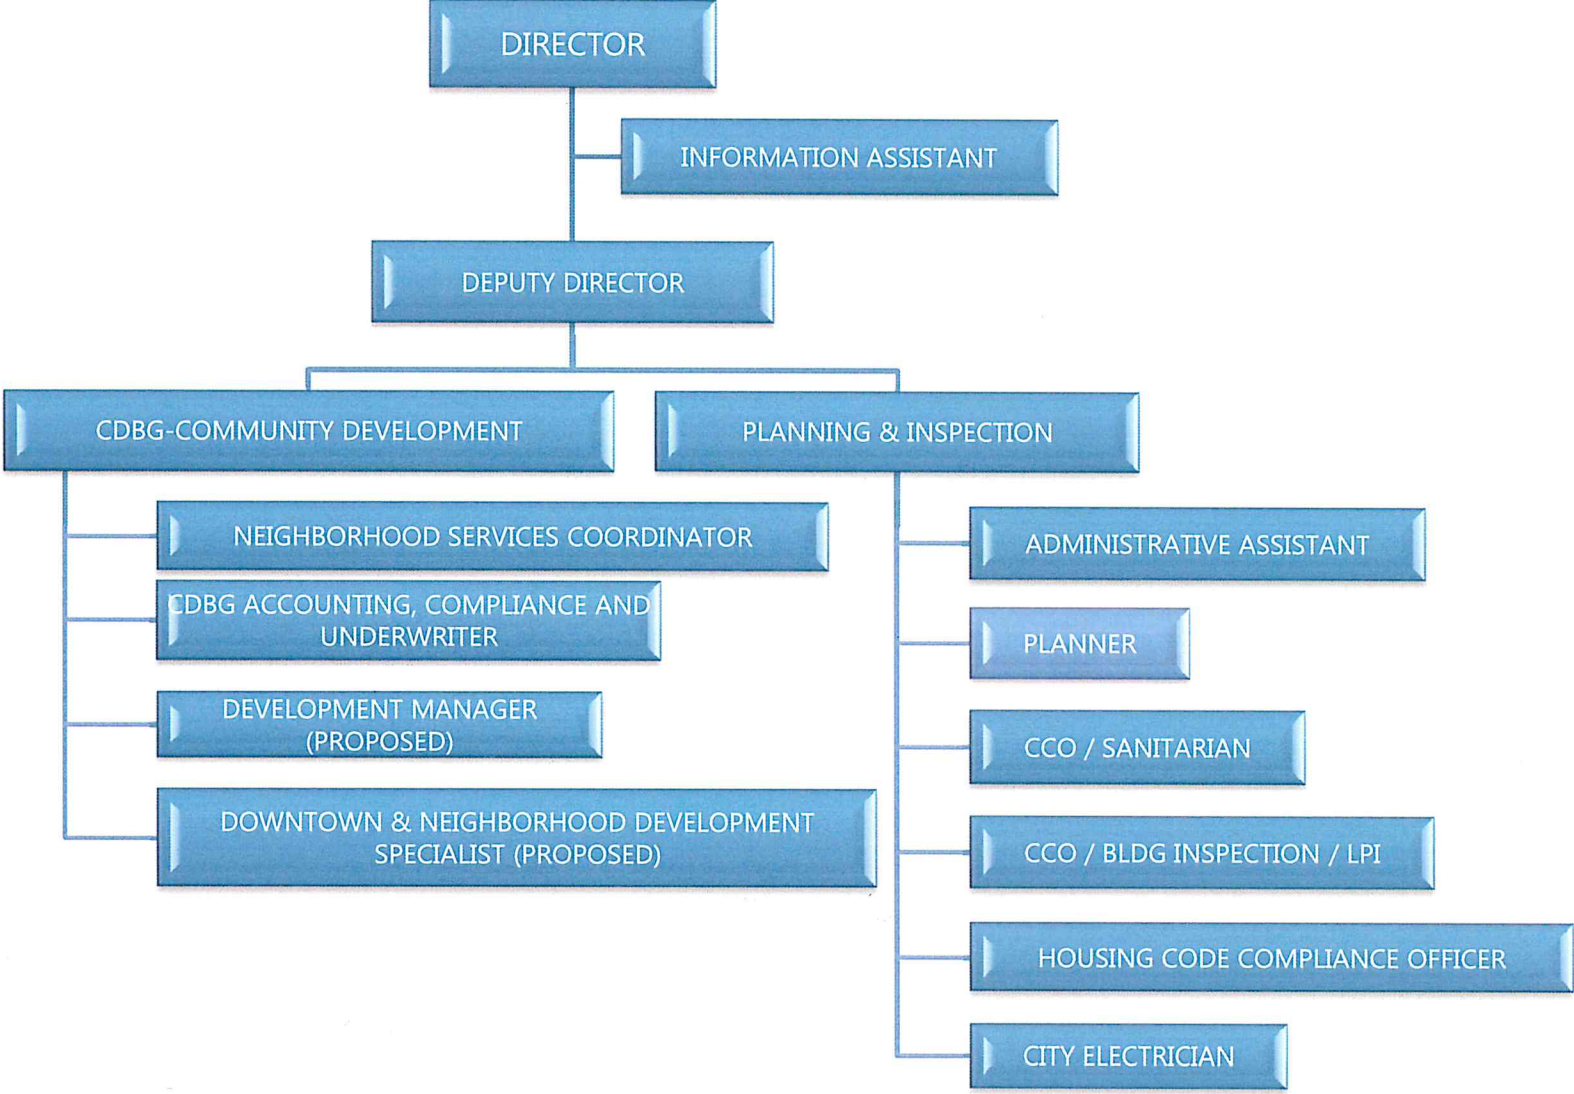 DIRECTOR
INFORMATION ASSISTANT
DEPUTY DIRECTOR
CDBG-COMMUNITY DEVELOPMENT
PLANNING & INSPECTION
NEIGHBORHOOD SERVICES COORDINATOR
CDBG ACCOUNTING, COMPLIANCE AND
UNDERWRITER
DEVELOPMENT MANAGER
(PROPOSED)
DOWNTOWN & NEIGHBORHOOD DEVELOPMENT
SPECIALIST (PROPOSED)
ADMINISTRATIVE ASSISTANT
PLANNER
CCO / SANITARIAN
CCO / BLDG INSPECTION / LPI
HOUSING CODE COMPLIANCE OFFICER
CITY ELECTRICIAN